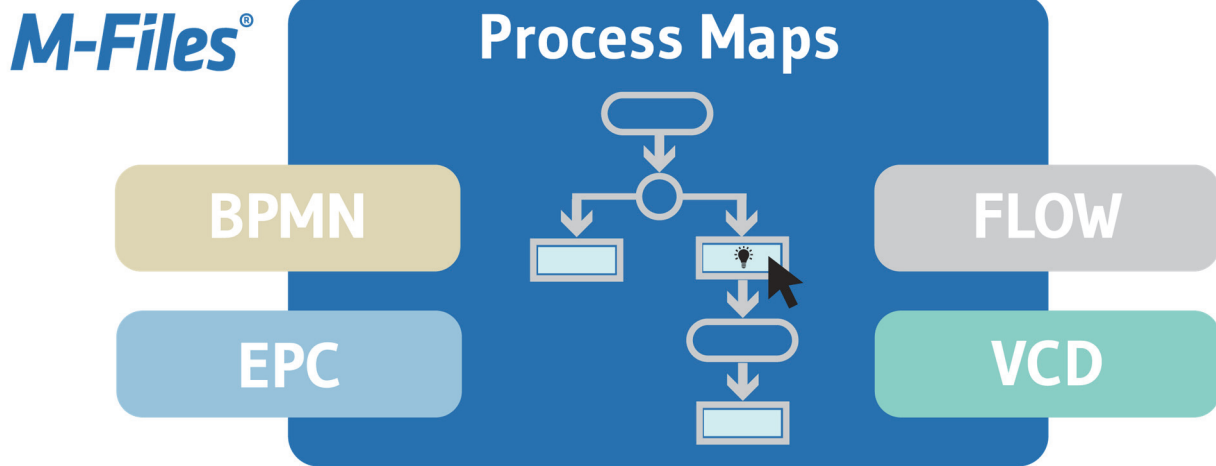 M-Files®
Process Maps
BPMN
FLOW
EPC
VCD